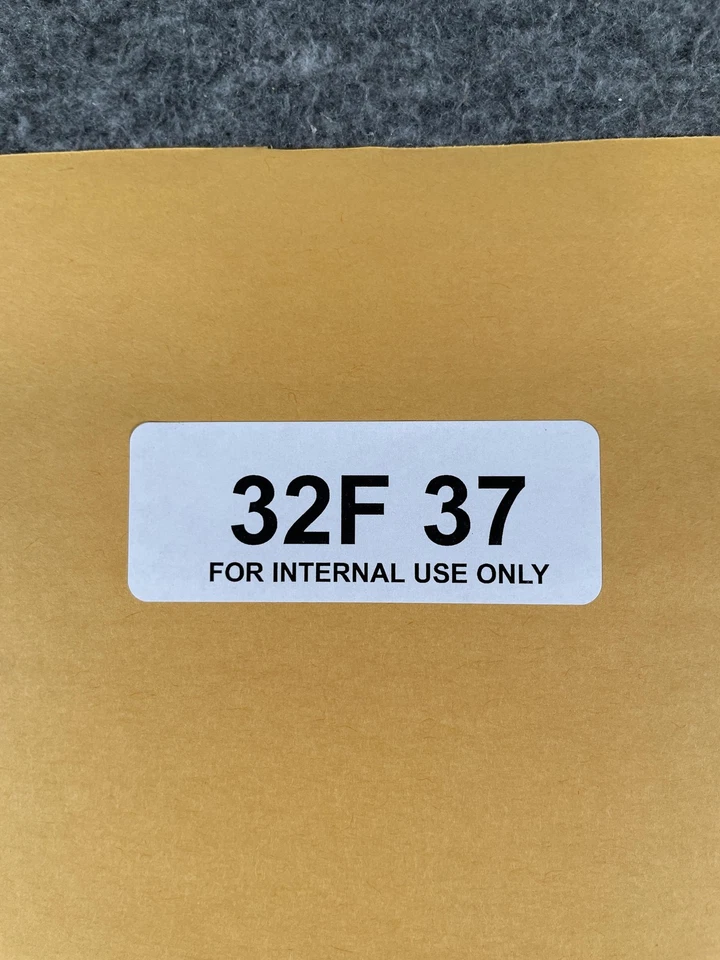 32F 37
FOR INTERNAL USE ONLY